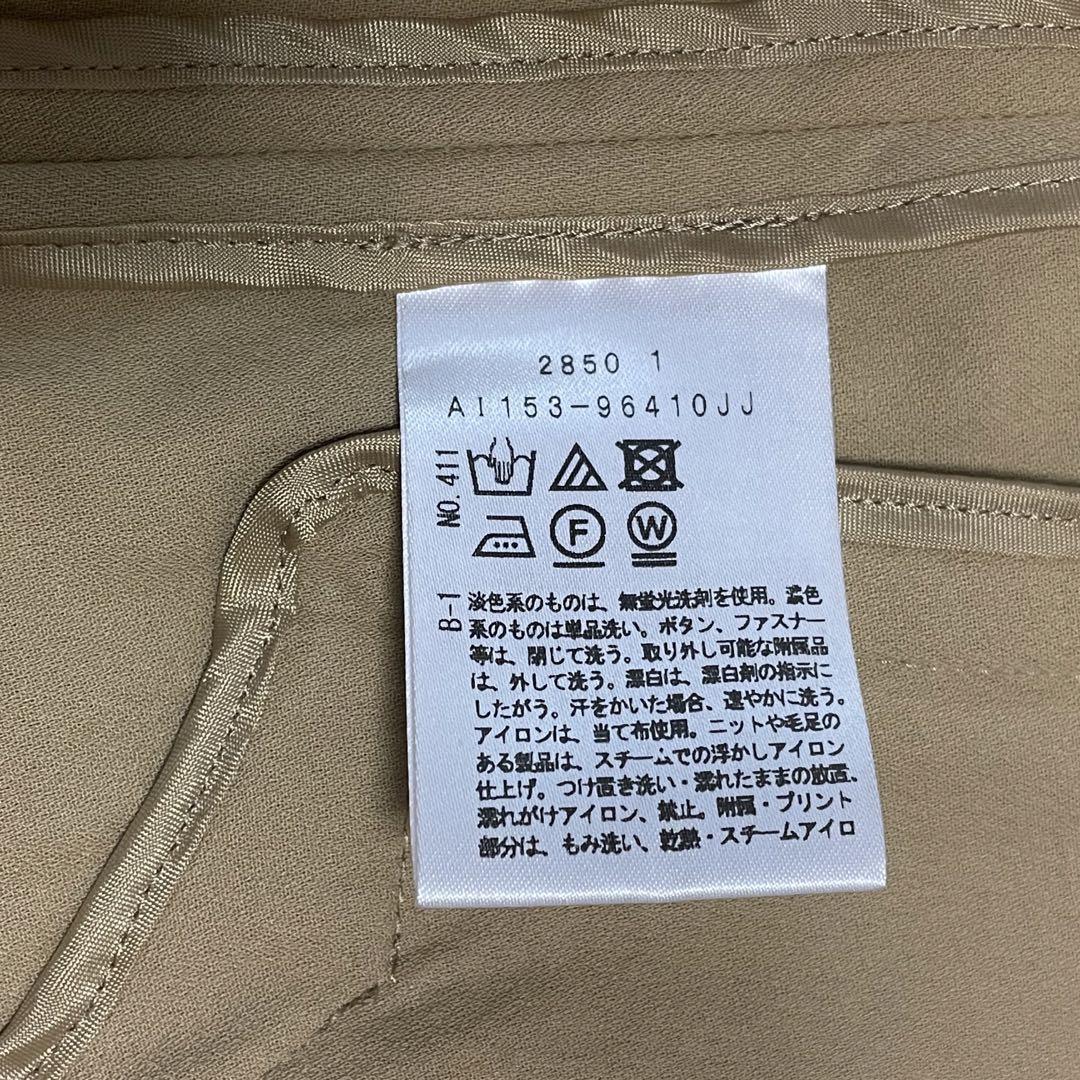 2850 1
AI153-96410JJ
NO.411
F
W
B-1
淡色系のものは、無蛍光洗剤を使用。濃色
系のものは単品洗い。ボタン、ファスナー
等は、閉じて洗う。取り外し可能な附属品
は、外して洗う。漂白は、漂白剤の指示に
したがう。汗をかいた場合、速やかに洗う。
アイロンは、当て布使用。ニットや毛足の
ある製品は、スチームでの浮かしアイロン
仕上げ。つけ置き洗い・濡れたままの放置、
濡れがけアイロン、禁止。附属・プリント
部分は、もみ洗い、乾熱・スチームアイロ